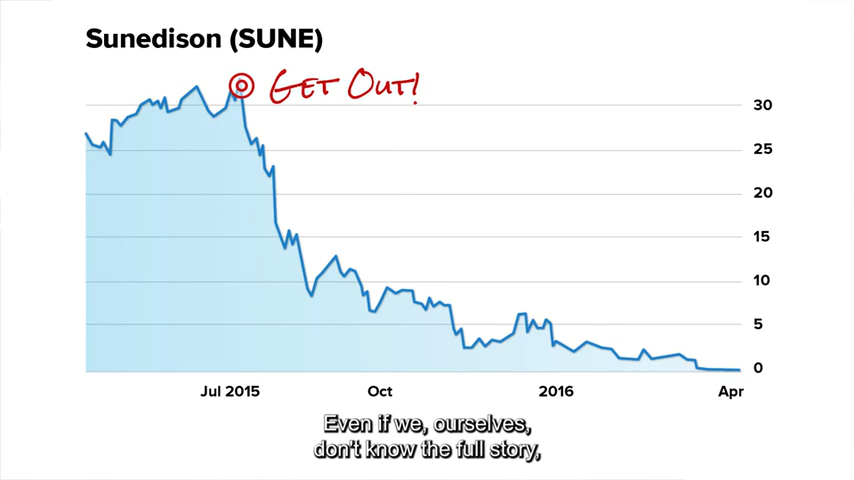 Sunedison (SUNE)
GET OUT!
30
25
20
15
10
5
0
Jul 2015 Oct 2016 Apr
Even if we, ourselves,
don't know the full story,